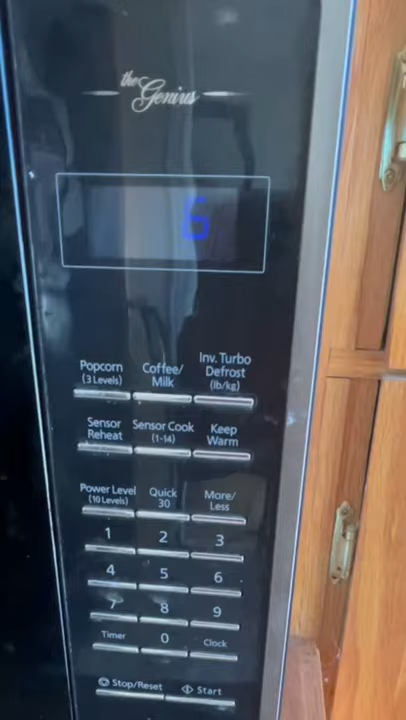 the Genius
6
Popcorn
(3 Levels)
Coffee/
Milk
Inv. Turbo
Defrost
(lb/kg)
Sensor
Reheat
Sensor Cook
(1-14)
Keep
Warm
Power Level
(10 Levels)
Quick
30
More/
Less
1 2 3
4 5 6
7 8 9
Timer 0 Clock
Stop/Reset Start